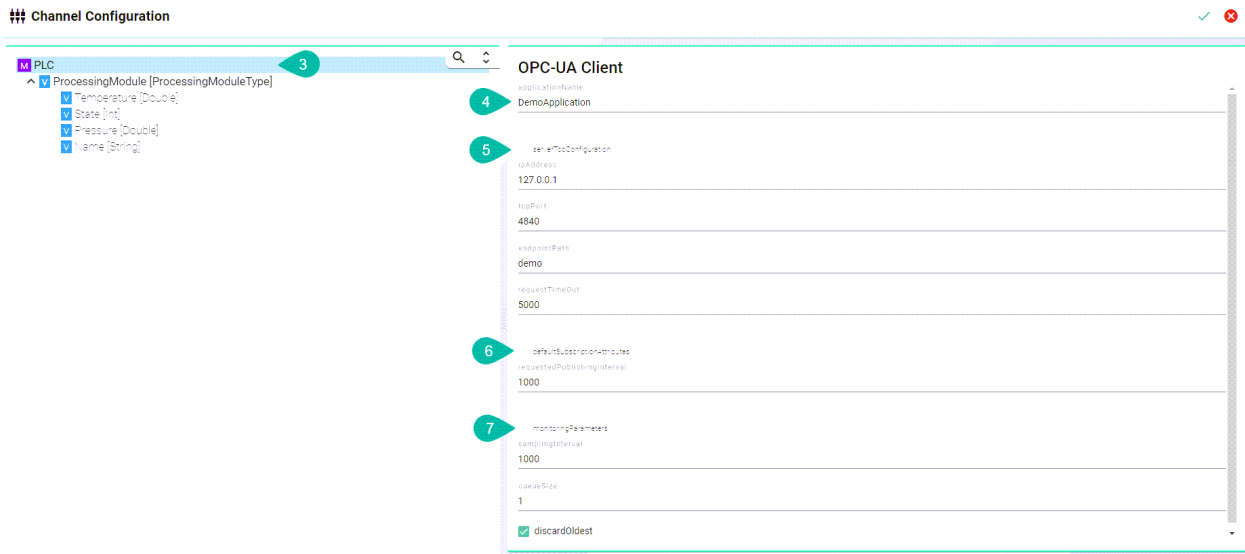 Channel Configuration
M PLC
3
V ProcessingModule [ProcessingModuleType]
V Temperature [Double]
V State [Int]
V Pressure [Double]
V Name [String]
OPC-UA Client
applicationName
4
DemoApplication
5
serverTcpConfiguration
ipAddress
127.0.0.1
tcpPort
4840
endpointPath
demo
requestTimeOut
5000
6
defaultSubscriptionAttributes
requestedPublishingInterval
1000
7
monitoringParameters
samplingInterval
1000
queueSize
1
discardOldest